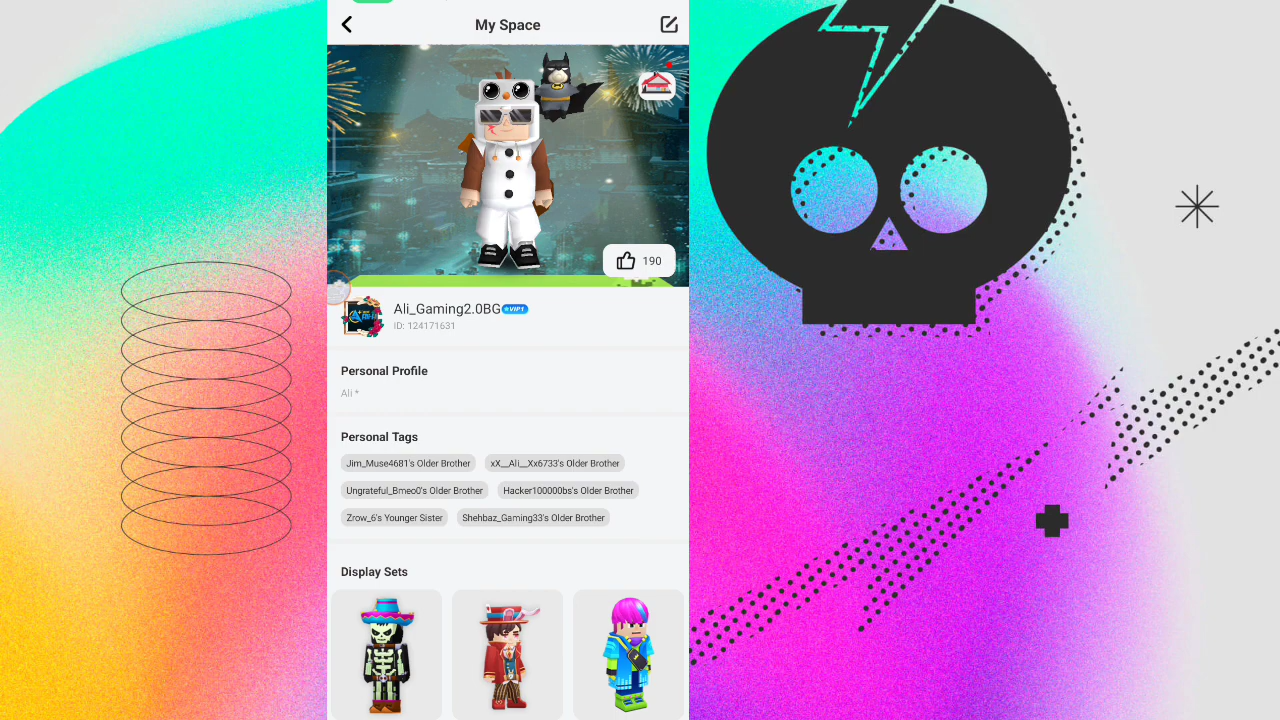 My Space
190
Ali_Gaming2.0BG VIP1
ID: 124171631
Personal Profile
Ali *
Personal Tags
Jim_Muse4681's Older Brother xX__Ali__Xx6733's Older Brother
Ungrateful_Bmeo0's Older Brother Hacker100000bs's Older Brother
Zrow_6's Younger Sister Shehbaz_Gaming33's Older Brother
Display Sets